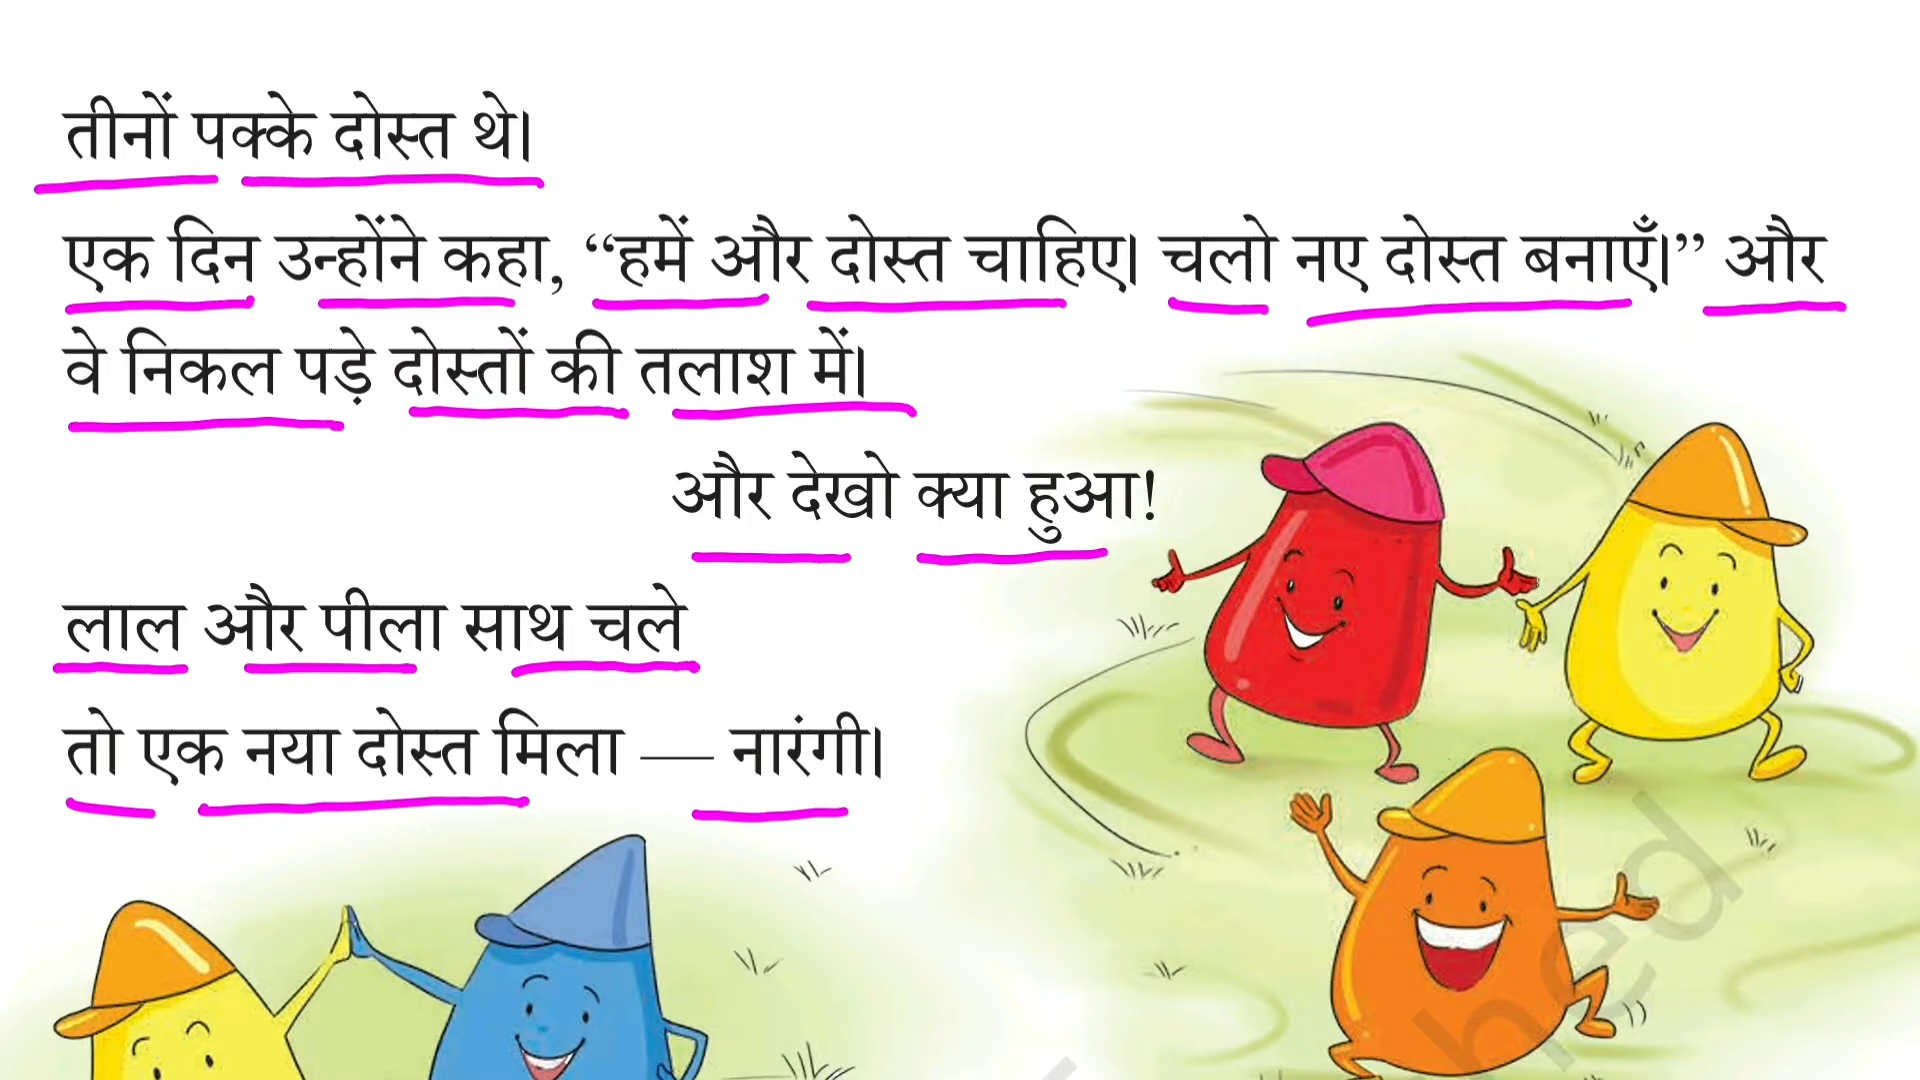 तीनों पक्के दोस्त थे।
एक दिन उन्होंने कहा, “हमें और दोस्त चाहिए। चलो नए दोस्त बनाएँ।” और
वे निकल पड़े दोस्तों की तलाश में।
और देखो क्या हुआ!
लाल और पीला साथ चले
तो एक नया दोस्त मिला — नारंगी।